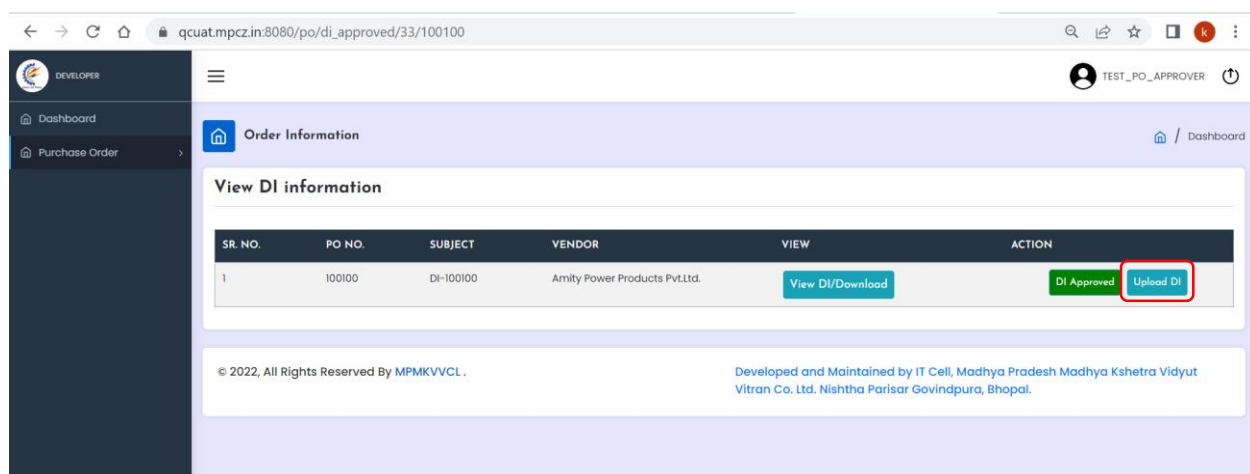 qcuat.mpcz.in:8080/po/di_approved/33/100100
k
DEVELOPER
TEST_PO_APPROVER
Dashboard
Order Information
/ Dashboard
Purchase Order
View DI information
SR. NO. PO NO. SUBJECT VENDOR VIEW ACTION
1 100100 DI-100100 Amity Power Products Pvt.Ltd. View DI/Download DI Approved Upload DI
© 2022, All Rights Reserved By MPMKVVCL .
Developed and Maintained by IT Cell, Madhya Pradesh Madhya Kshetra Vidyut
Vitran Co. Ltd. Nishtha Parisar Govindpura, Bhopal.